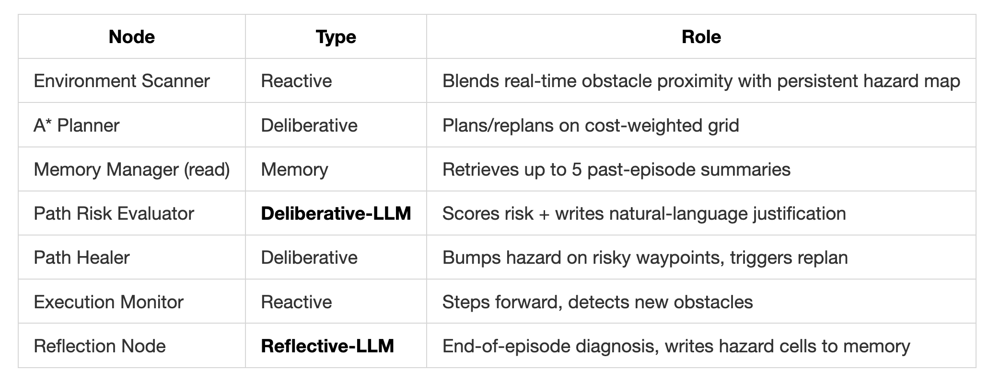 Node Type Role
Environment Scanner Reactive Blends real-time obstacle proximity with persistent hazard map
A* Planner Deliberative Plans/replans on cost-weighted grid
Memory Manager (read) Memory Retrieves up to 5 past-episode summaries
Path Risk Evaluator Deliberative-LLM Scores risk + writes natural-language justification
Path Healer Deliberative Bumps hazard on risky waypoints, triggers replan
Execution Monitor Reactive Steps forward, detects new obstacles
Reflection Node Reflective-LLM End-of-episode diagnosis, writes hazard cells to memory